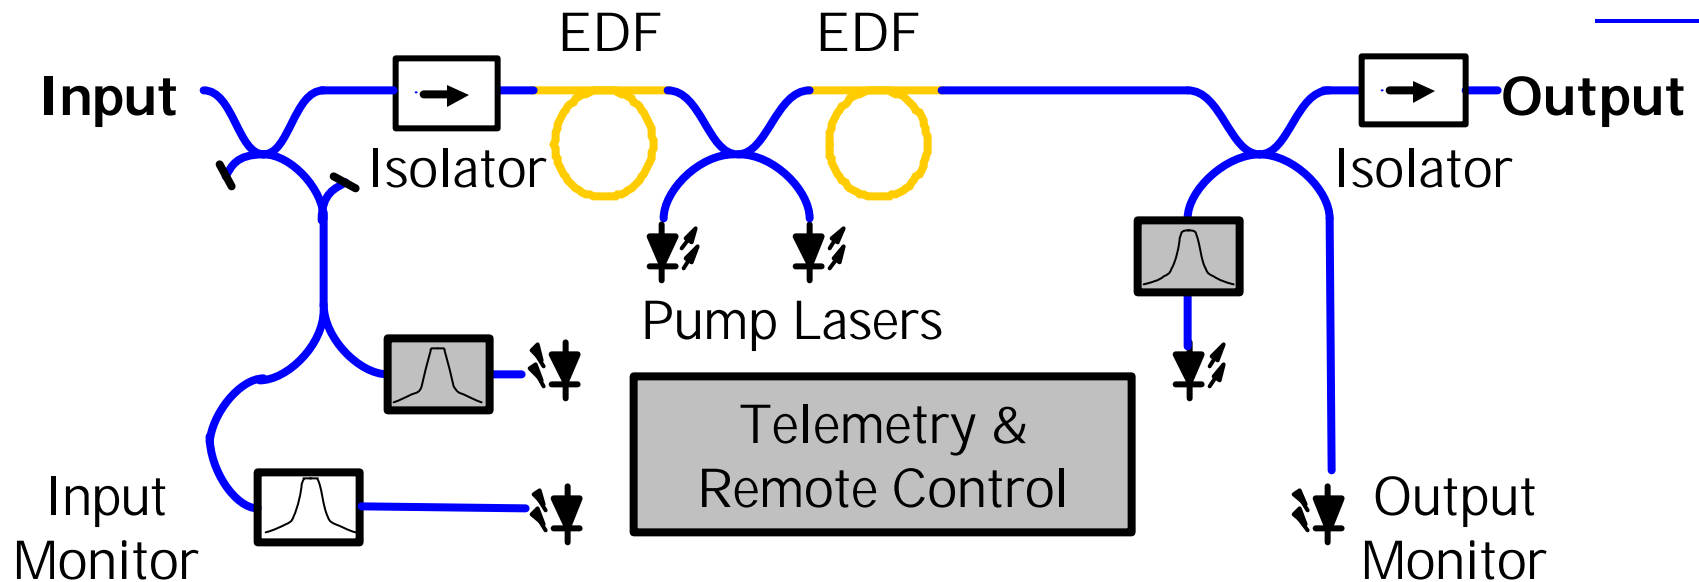 EDF
EDF
Input
Output
Isolator
Isolator
Pump Lasers
Telemetry &
Remote Control
Input
Monitor
Output
Monitor